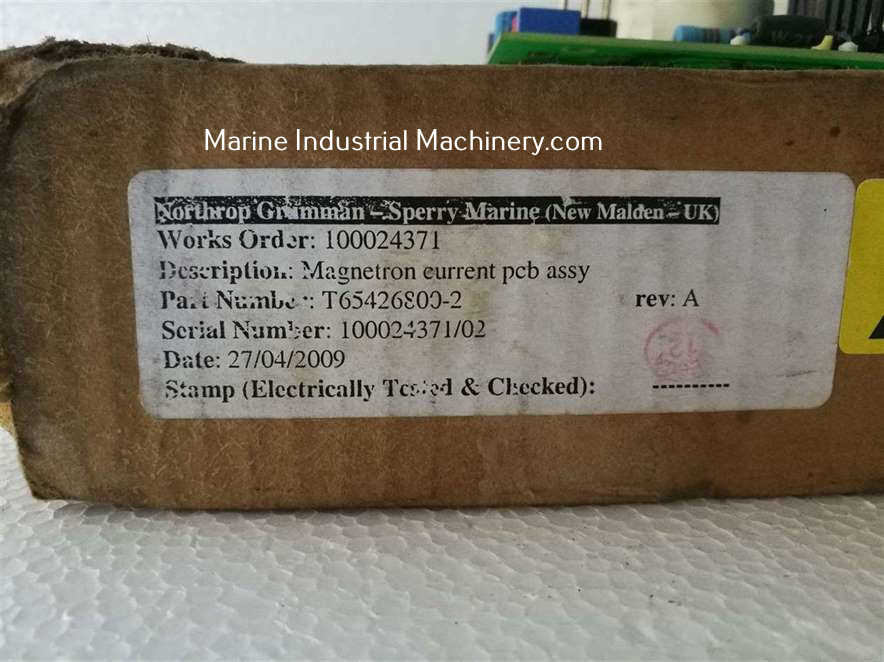 Marine Industrial Machinery.com
Northrop Grumman – Sperry Marine (New Malden – UK)
Works Order: 100024371
Description: Magnetron current pcb assy
Part Number: T65426800-2 rev: A
Serial Number: 100024371/02
Date: 27/04/2009
Stamp (Electrically Tested & Checked): -----------